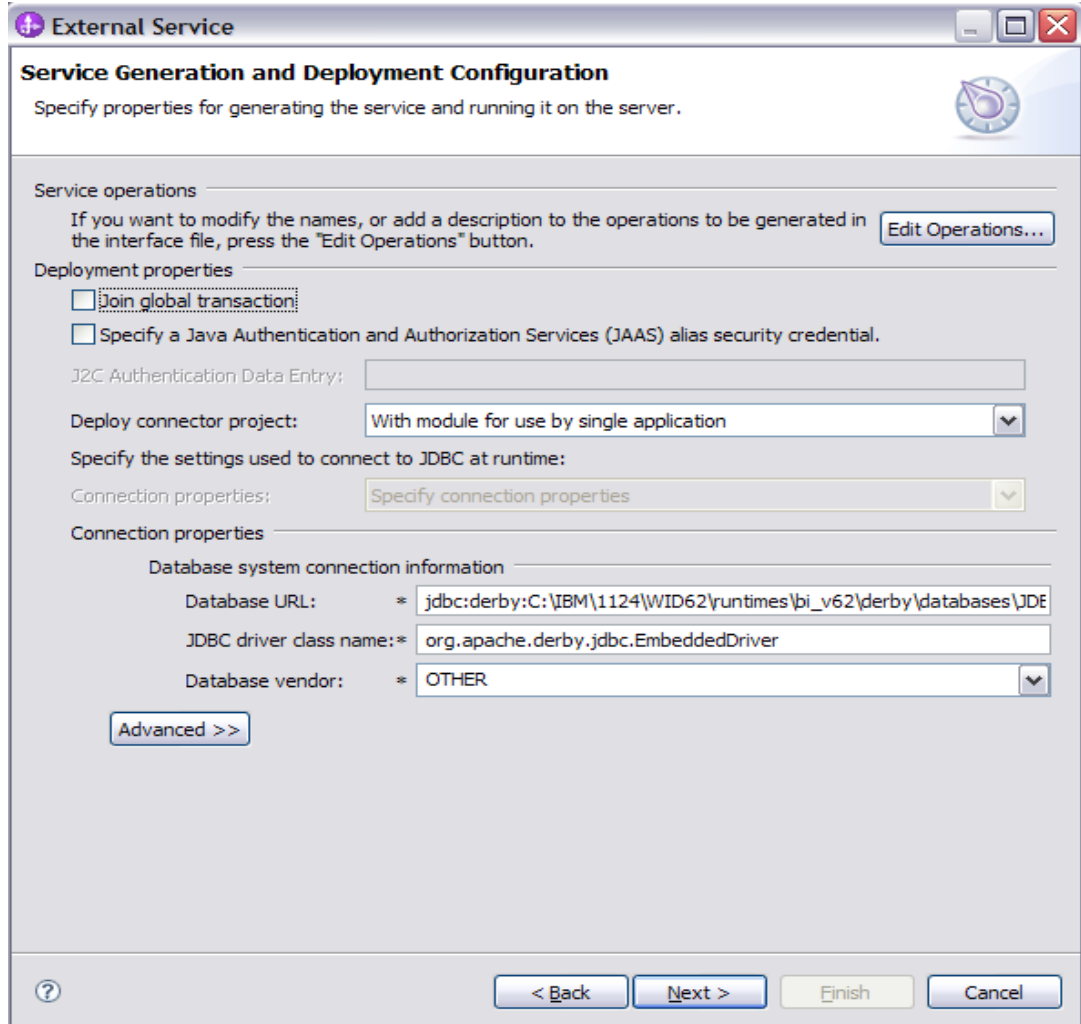 External Service
Service Generation and Deployment Configuration
Specify properties for generating the service and running it on the server.
Service operations
If you want to modify the names, or add a description to the operations to be generated in
the interface file, press the "Edit Operations" button.
Edit Operations...
Deployment properties
Join global transaction
Specify a Java Authentication and Authorization Services (JAAS) alias security credential.
J2C Authentication Data Entry:
Deploy connector project: With module for use by single application
Specify the settings used to connect to JDBC at runtime:
Connection properties: Specify connection properties
Connection properties
Database system connection information
Database URL: * jdbc:derby:C:\IBM\1124\WID62\runtimes\bi_v62\derby\databases\JDB
JDBC driver class name:* org.apache.derby.jdbc.EmbeddedDriver
Database vendor: * OTHER
Advanced >>
? < Back Next > Finish Cancel